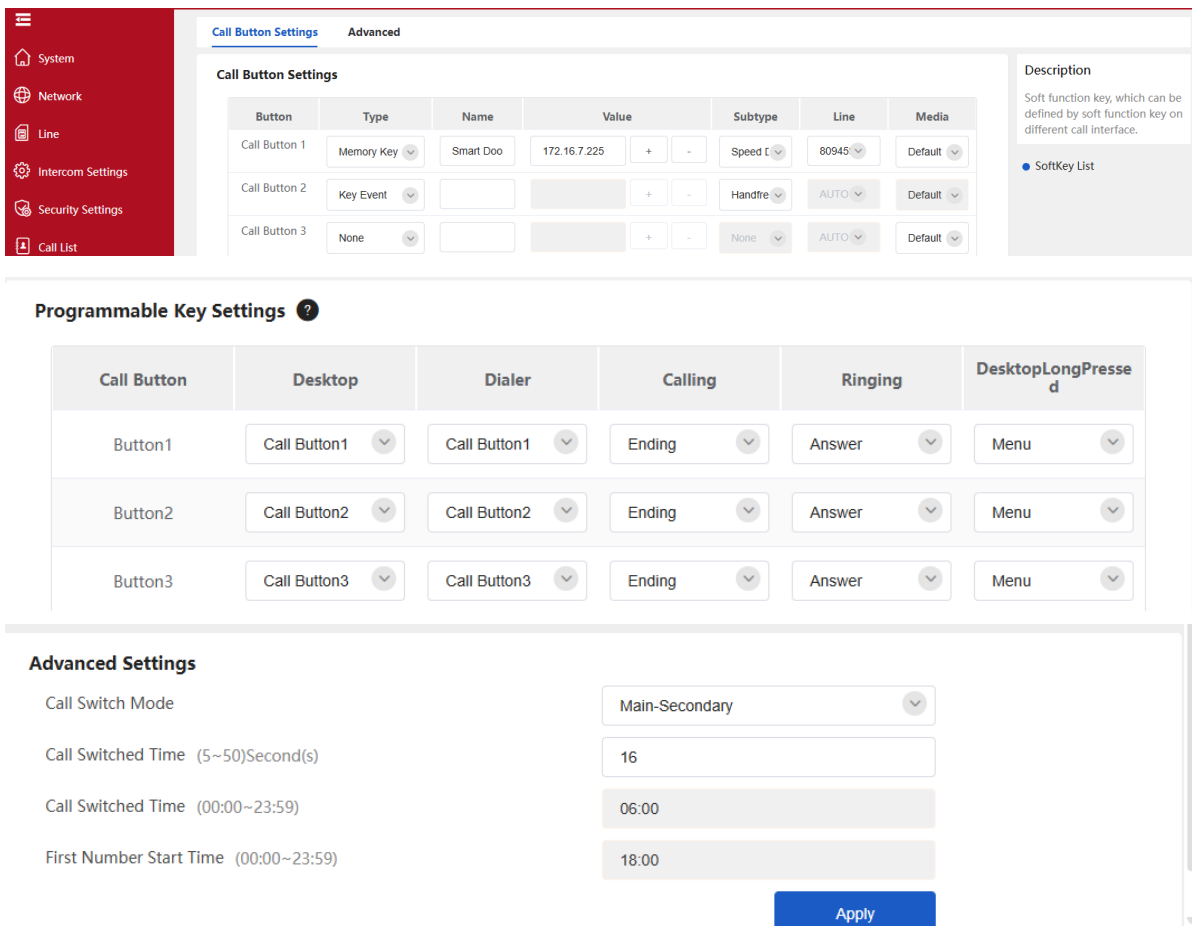 Call Button Settings Advanced
System
Network
Line
Intercom Settings
Security Settings
Call List
Call Button Settings
Button Type Name Value Subtype Line Media
Call Button 1 Memory Key Smart Doo 172.16.7.225 + - Speed 80945 Default
Call Button 2 Key Event + - Handfre AUTO Default
Call Button 3 None + - None AUTO Default
Description
Soft function key, which can be
defined by soft function key on
different call interface.
SoftKey List
Programmable Key Settings ?
Call Button Desktop Dialer Calling Ringing DesktopLongPresse
d
Button1 Call Button1 Call Button1 Ending Answer Menu
Button2 Call Button2 Call Button2 Ending Answer Menu
Button3 Call Button3 Call Button3 Ending Answer Menu
Advanced Settings
Call Switch Mode Main-Secondary
Call Switched Time (5~50)Second(s) 16
Call Switched Time (00:00~23:59) 06:00
First Number Start Time (00:00~23:59) 18:00
Apply